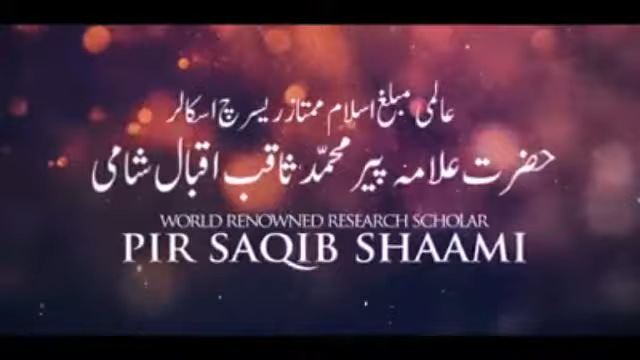 عالمی مبلغ اسلام ممتاز ریسرچ اسکالر
حضرت علامہ پیر محمّد ثاقب اقبال شامی
WORLD RENOWNED RESEARCH SCHOLAR
PIR SAQIB SHAAMI